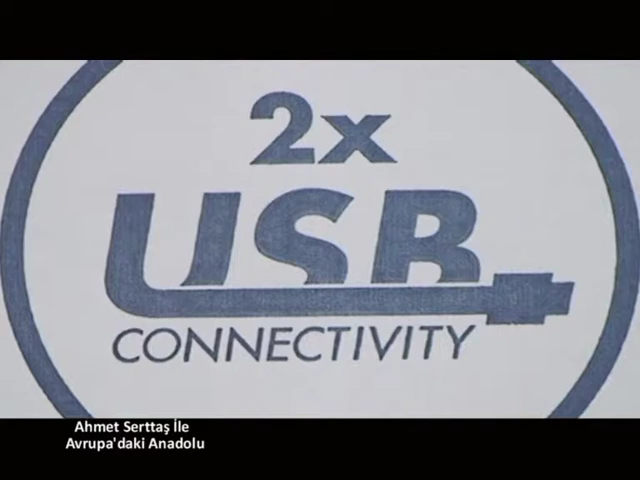 2x
USB
CONNECTIVITY
Ahmet Serttaş İle
Avrupa'daki Anadolu